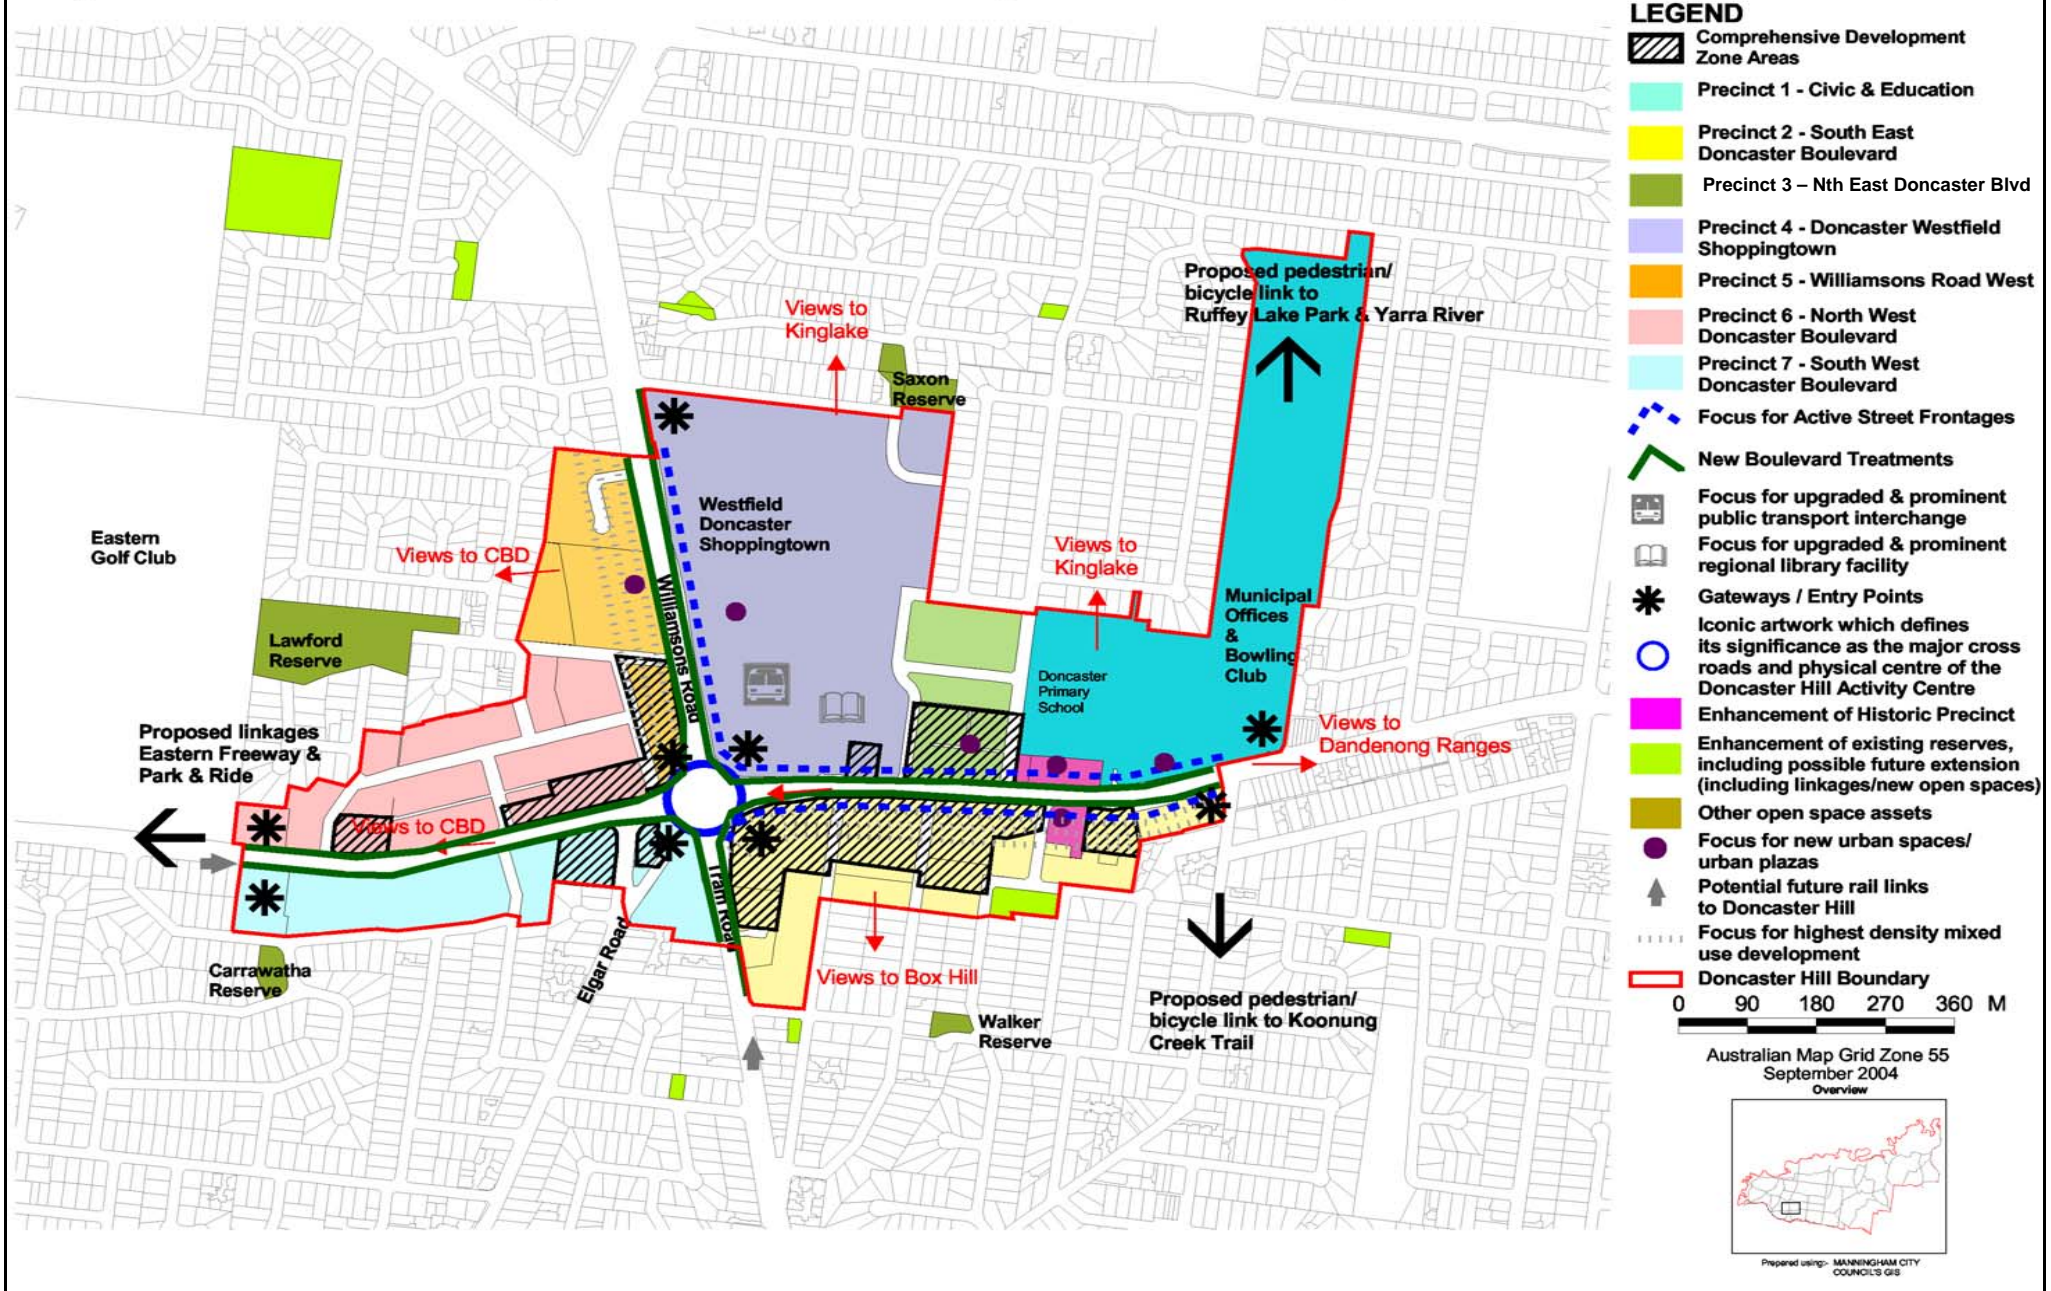 Proposed pedestrian/
bicycle link to
Ruffey Lake Park & Yarra River
Views to
Kinglake
Saxon
Reserve
Westfield
Doncaster
Shoppingtown
Eastern
Golf Club
Views to CBD
Views to
Kinglake
Williamsons Road
Municipal
Offices
&
Bowling
Club
Lawford
Reserve
Doncaster
Primary
School
Proposed linkages
Eastern Freeway &
Park & Ride
Views to
Dandenong Ranges
Views to CBD
Tram Road
Elgar Road
Carrawatha
Reserve
Views to Box Hill
Walker
Reserve
Proposed pedestrian/
bicycle link to Koonung
Creek Trail
LEGEND
Comprehensive Development
Zone Areas
Precinct 1 - Civic & Education
Precinct 2 - South East
Doncaster Boulevard
Precinct 3 – Nth East Doncaster Blvd
Precinct 4 - Doncaster Westfield
Shoppingtown
Precinct 5 - Williamsons Road West
Precinct 6 - North West
Doncaster Boulevard
Precinct 7 - South West
Doncaster Boulevard
Focus for Active Street Frontages
New Boulevard Treatments
Focus for upgraded & prominent
public transport interchange
Focus for upgraded & prominent
regional library facility
Gateways / Entry Points
Iconic artwork which defines
its significance as the major cross
roads and physical centre of the
Doncaster Hill Activity Centre
Enhancement of Historic Precinct
Enhancement of existing reserves,
including possible future extension
(including linkages/new open spaces)
Other open space assets
Focus for new urban spaces/
urban plazas
Potential future rail links
to Doncaster Hill
Focus for highest density mixed
use development
Doncaster Hill Boundary
0 90 180 270 360 M
Australian Map Grid Zone 55
September 2004
Overview
Prepared using:- MANNINGHAM CITY
COUNCIL'S GIS